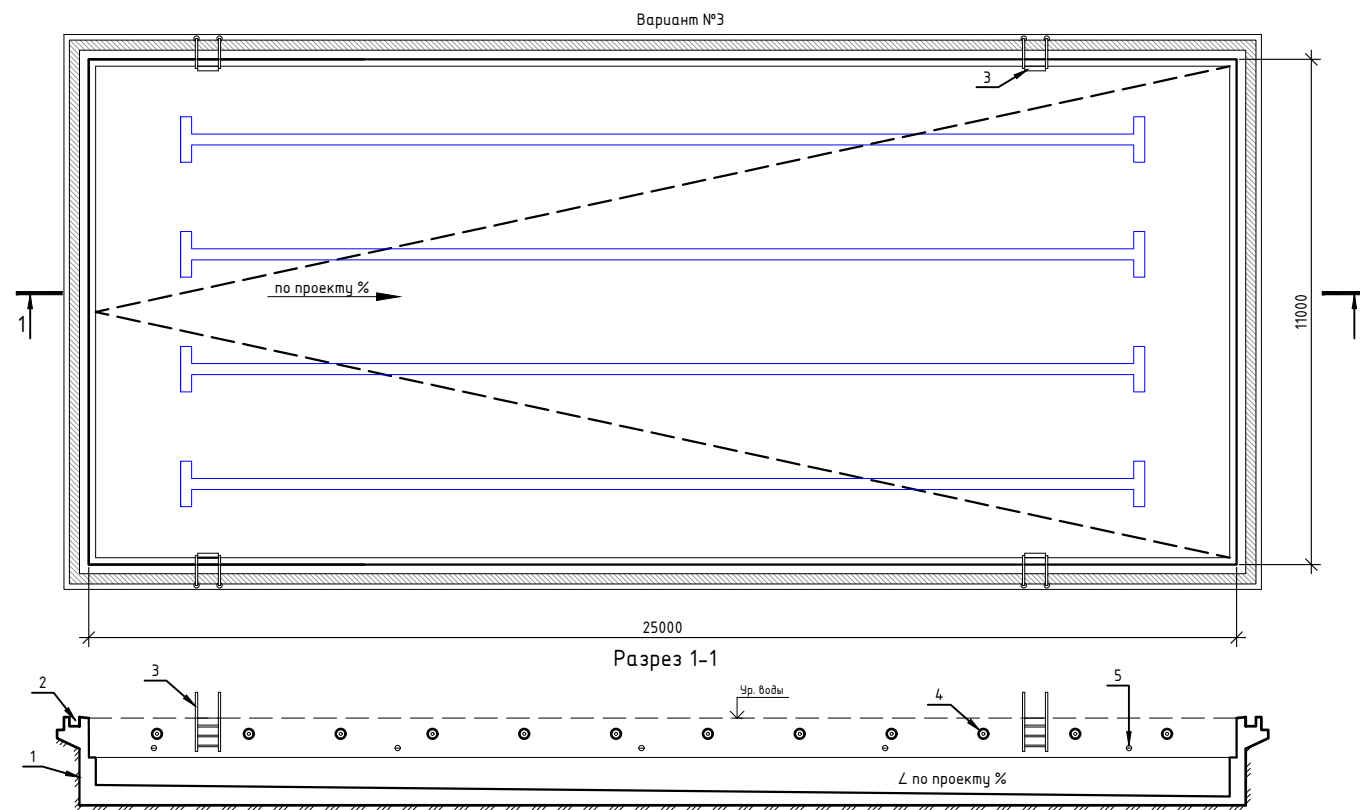 Вариант №3
3
по проекту %
1
11000
25000
Разрез 1-1
2
3
Ур. воды
4
5
1
∠ по проекту %